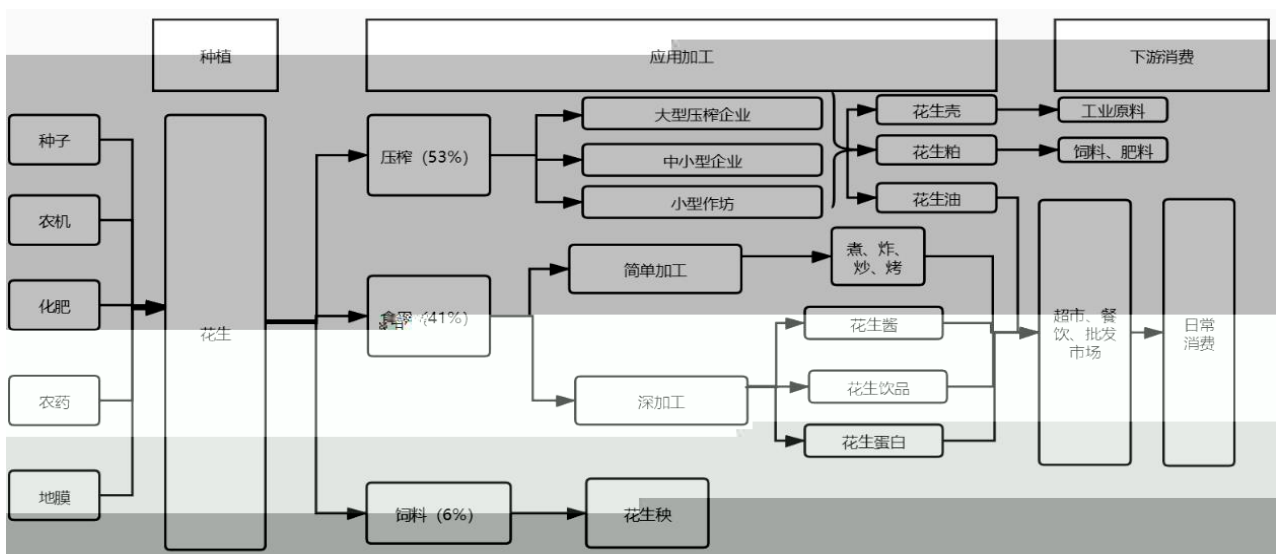 种植
应用加工
下游消费
种子
农机
化肥
农药
地膜
花生
压榨（53%）
大型压榨企业
中小型企业
小型作坊
花生壳
花生粕
花生油
工业原料
饲料、肥料
（41%）
简单加工
煮、炸、
炒、烤
深加工
花生酱
花生饮品
花生蛋白
超市、餐
饮、批发
市场
日常
消费
饲料（6%）
花生秧